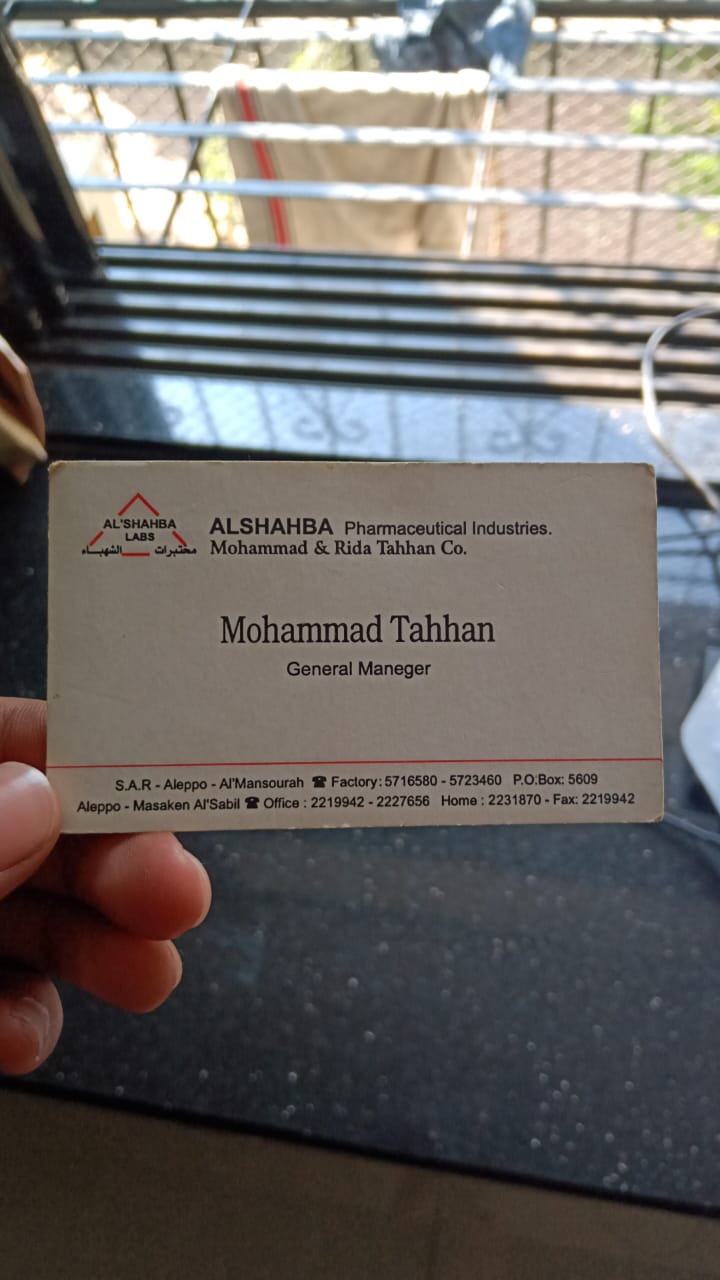 AL'SHAHBA
LABS
مختبرات الشهباء
ALSHAHBA Pharmaceutical Industries.
Mohammad & Rida Tahhan Co.
Mohammad Tahhan
General Maneger
S.A.R - Aleppo - Al'Mansourah ☎ Factory: 5716580 - 5723460 P.O.Box: 5609
Aleppo - Masaken Al'Sabil ☎ Office : 2219942 - 2227656 Home : 2231870 - Fax: 2219942